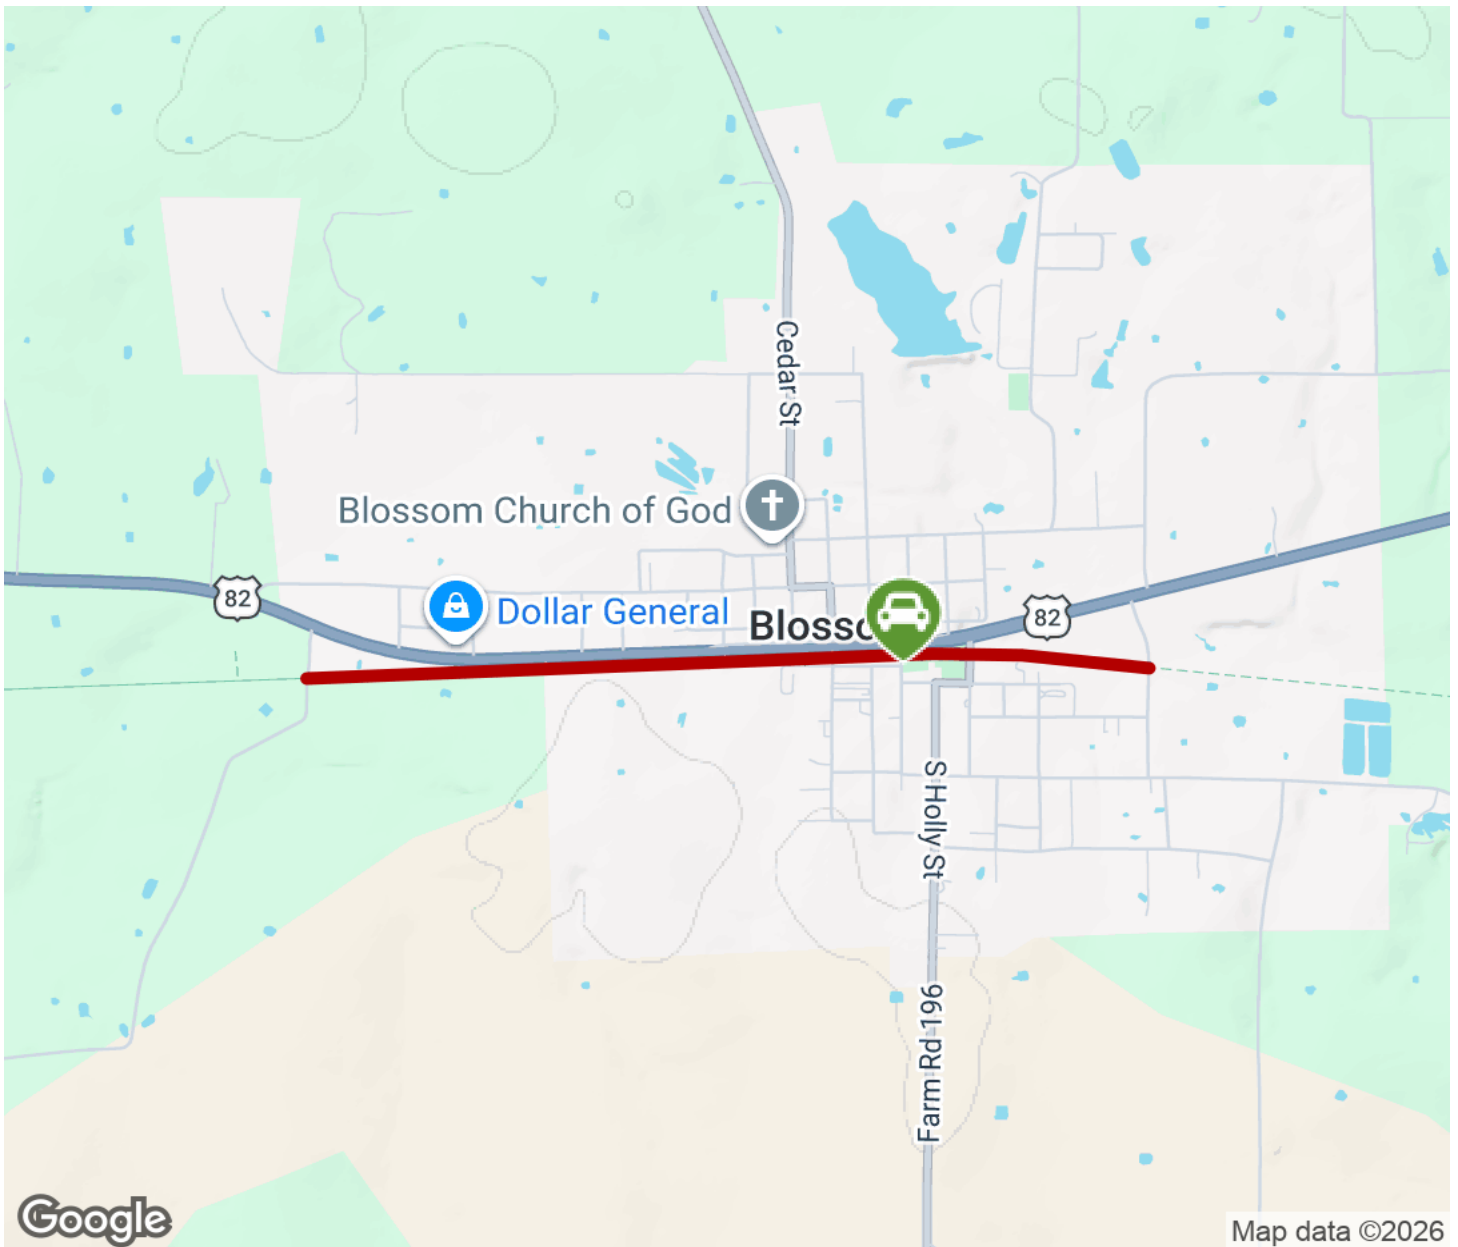 Cedar St
Blossom Church of God
82
Dollar General
Blosso
82
S Holly St
Farm Rd 196
Google
Map data ©2026